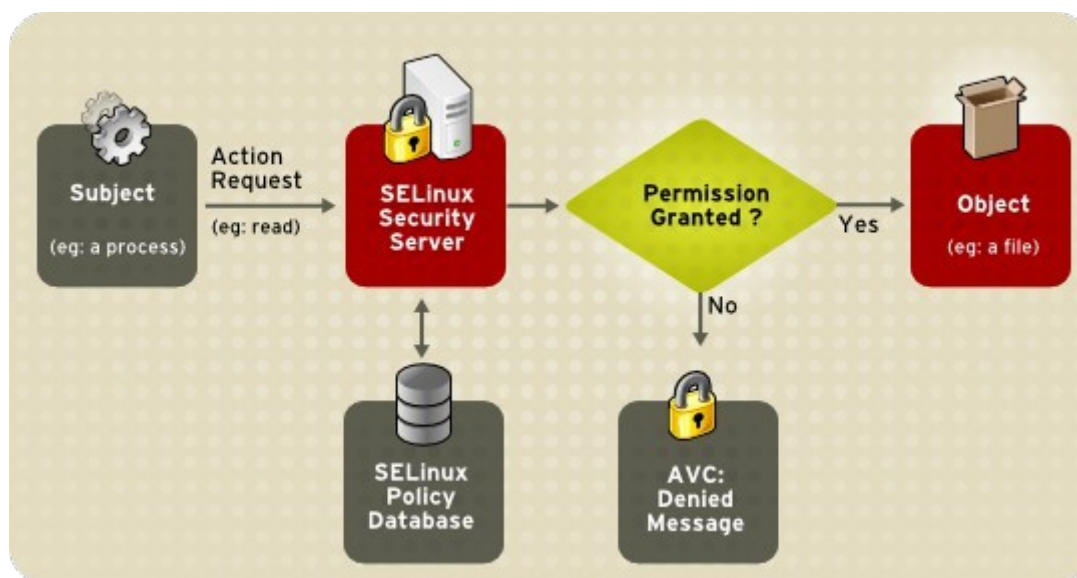 Subject
(eg: a process)
Action
Request
(eg: read)
SELinux
Security
Server
Permission
Granted ?
Yes
Object
(eg: a file)
No
SELinux
Policy
Database
AVC:
Denied
Message